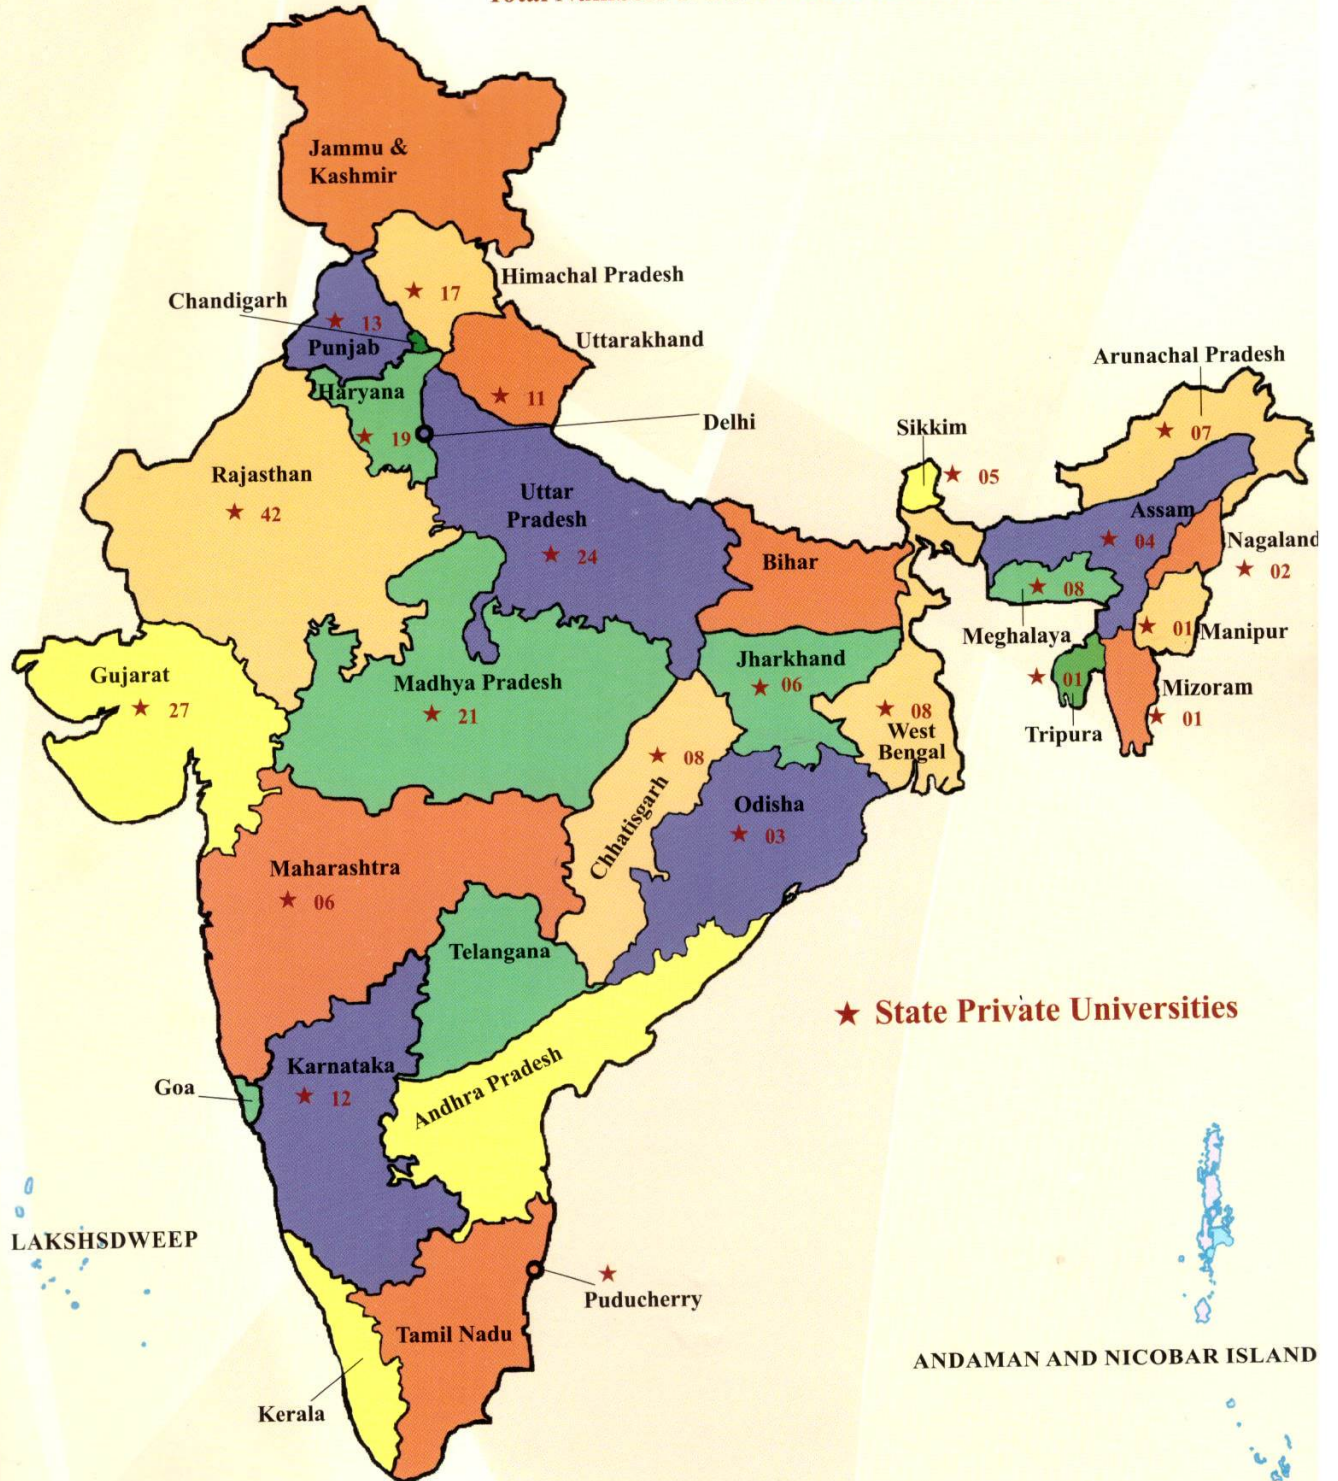 Jammu &
Kashmir
Himachal Pradesh
17
Chandigarh
13
Punjab
Uttarakhand
11
Haryana
19
Delhi
Arunachal Pradesh
07
Sikkim
05
Rajasthan
42
Uttar
Pradesh
24
Assam
04
Nagaland
02
Bihar
08
Meghalaya
01
Manipur
Gujarat
27
Madhya Pradesh
21
Jharkhand
06
08
West
Bengal
01
Tripura
Mizoram
01
08
Chhatisgarh
Odisha
03
Maharashtra
06
Telangana
State Private Universities
Karnataka
12
Goa
Andhra Pradesh
LAKSHSDWEEP
Puducherry
Tamil Nadu
Kerala
ANDAMAN AND NICOBAR ISLAND